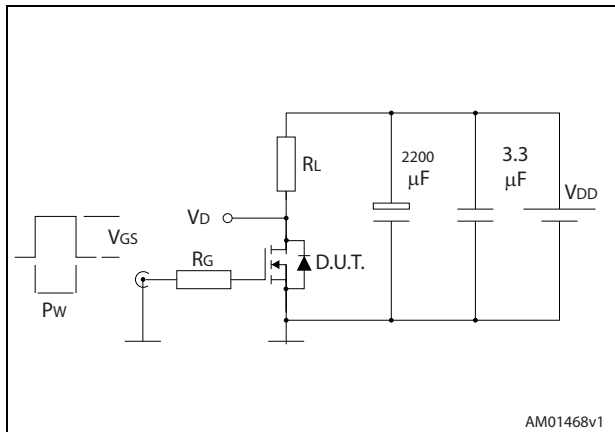 2200
µF
3.3
µF
RL
VDD
VD
VGS
RG
D.U.T.
PW
AM01468v1